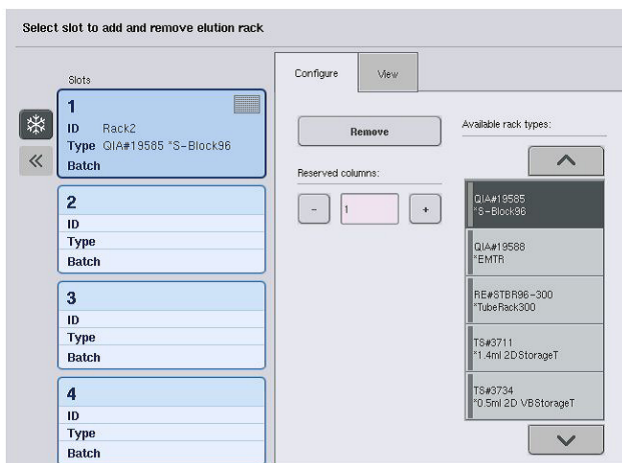 Select slot to add and remove elution rack
Slots
1
ID Rack2
Type QIA#19585 *S-Block96
Batch
2
ID
Type
Batch
3
ID
Type
Batch
4
ID
Type
Batch
Configure
View
Remove
Reserved columns:
- 1 +
Available rack types:
QIA#19585
*S-Block96
QIA#19588
*EMTR
RE#STBR96-300
*TubeRack300
TS#3711
*1.4ml 2DStorageT
TS#3734
*0.5ml 2D VBStorageT